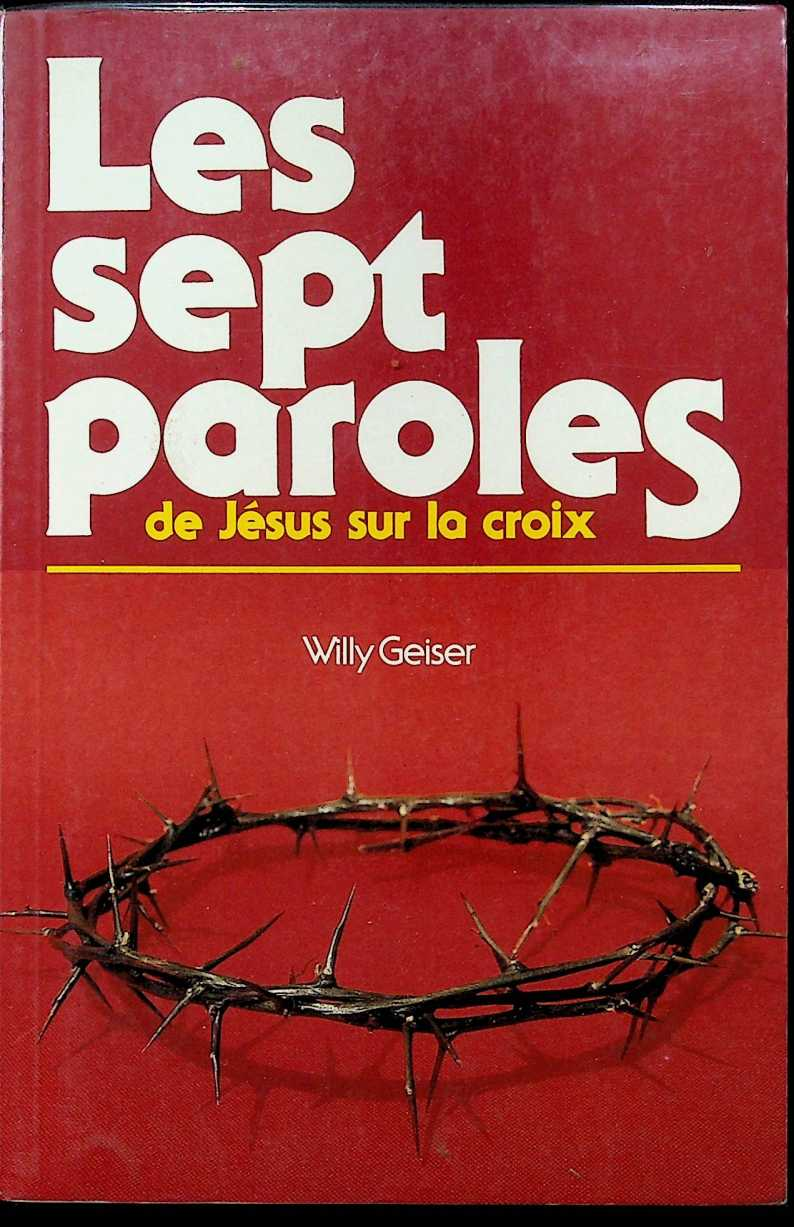 Les
sept
paroles
de Jésus sur la croix
Willy Geiser